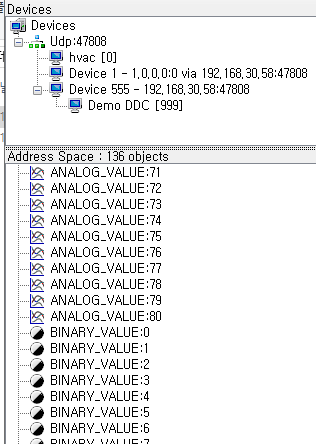 Devices
Devices
Udp:47808
hvac [0]
Device 1 - 1,0,0,0:0 via 192,168,30,58:47808
Device 555 - 192,168,30,58:47808
Demo DDC [999]
Address Space : 136 objects
ANALOG_VALUE:71
ANALOG_VALUE:72
ANALOG_VALUE:73
ANALOG_VALUE:74
ANALOG_VALUE:75
ANALOG_VALUE:76
ANALOG_VALUE:77
ANALOG_VALUE:78
ANALOG_VALUE:79
ANALOG_VALUE:80
BINARY_VALUE:0
BINARY_VALUE:1
BINARY_VALUE:2
BINARY_VALUE:3
BINARY_VALUE:4
BINARY_VALUE:5
BINARY_VALUE:6